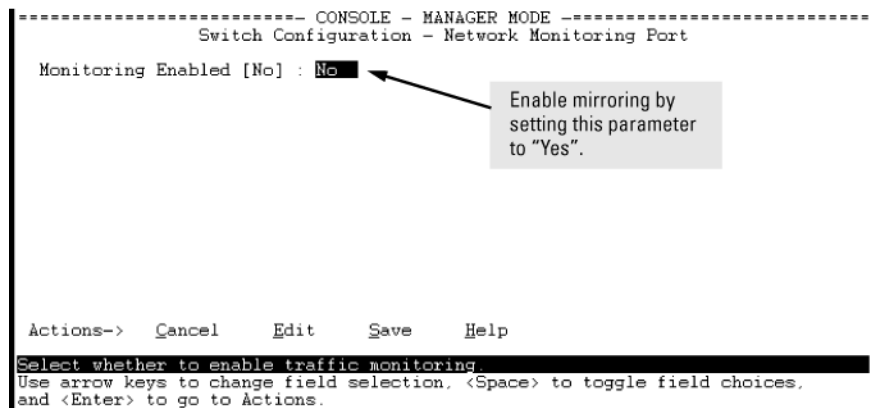 ==========================- CONSOLE - MANAGER MODE -============================
Switch Configuration - Network Monitoring Port
Monitoring Enabled [No] : No
Enable mirroring by
setting this parameter
to “Yes”.
Actions-> Cancel Edit Save Help
Select whether to enable traffic monitoring.
Use arrow keys to change field selection, <Space> to toggle field choices,
and <Enter> to go to Actions.